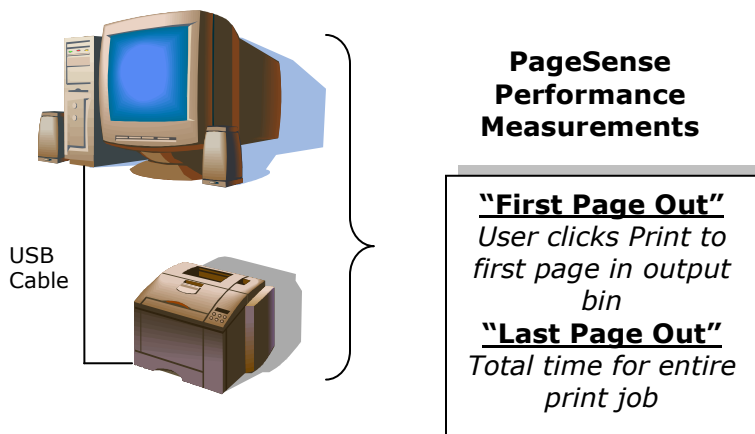 PageSense
Performance
Measurements
USB
Cable
“First Page Out”
User clicks Print to
first page in output
bin
“Last Page Out”
Total time for entire
print job